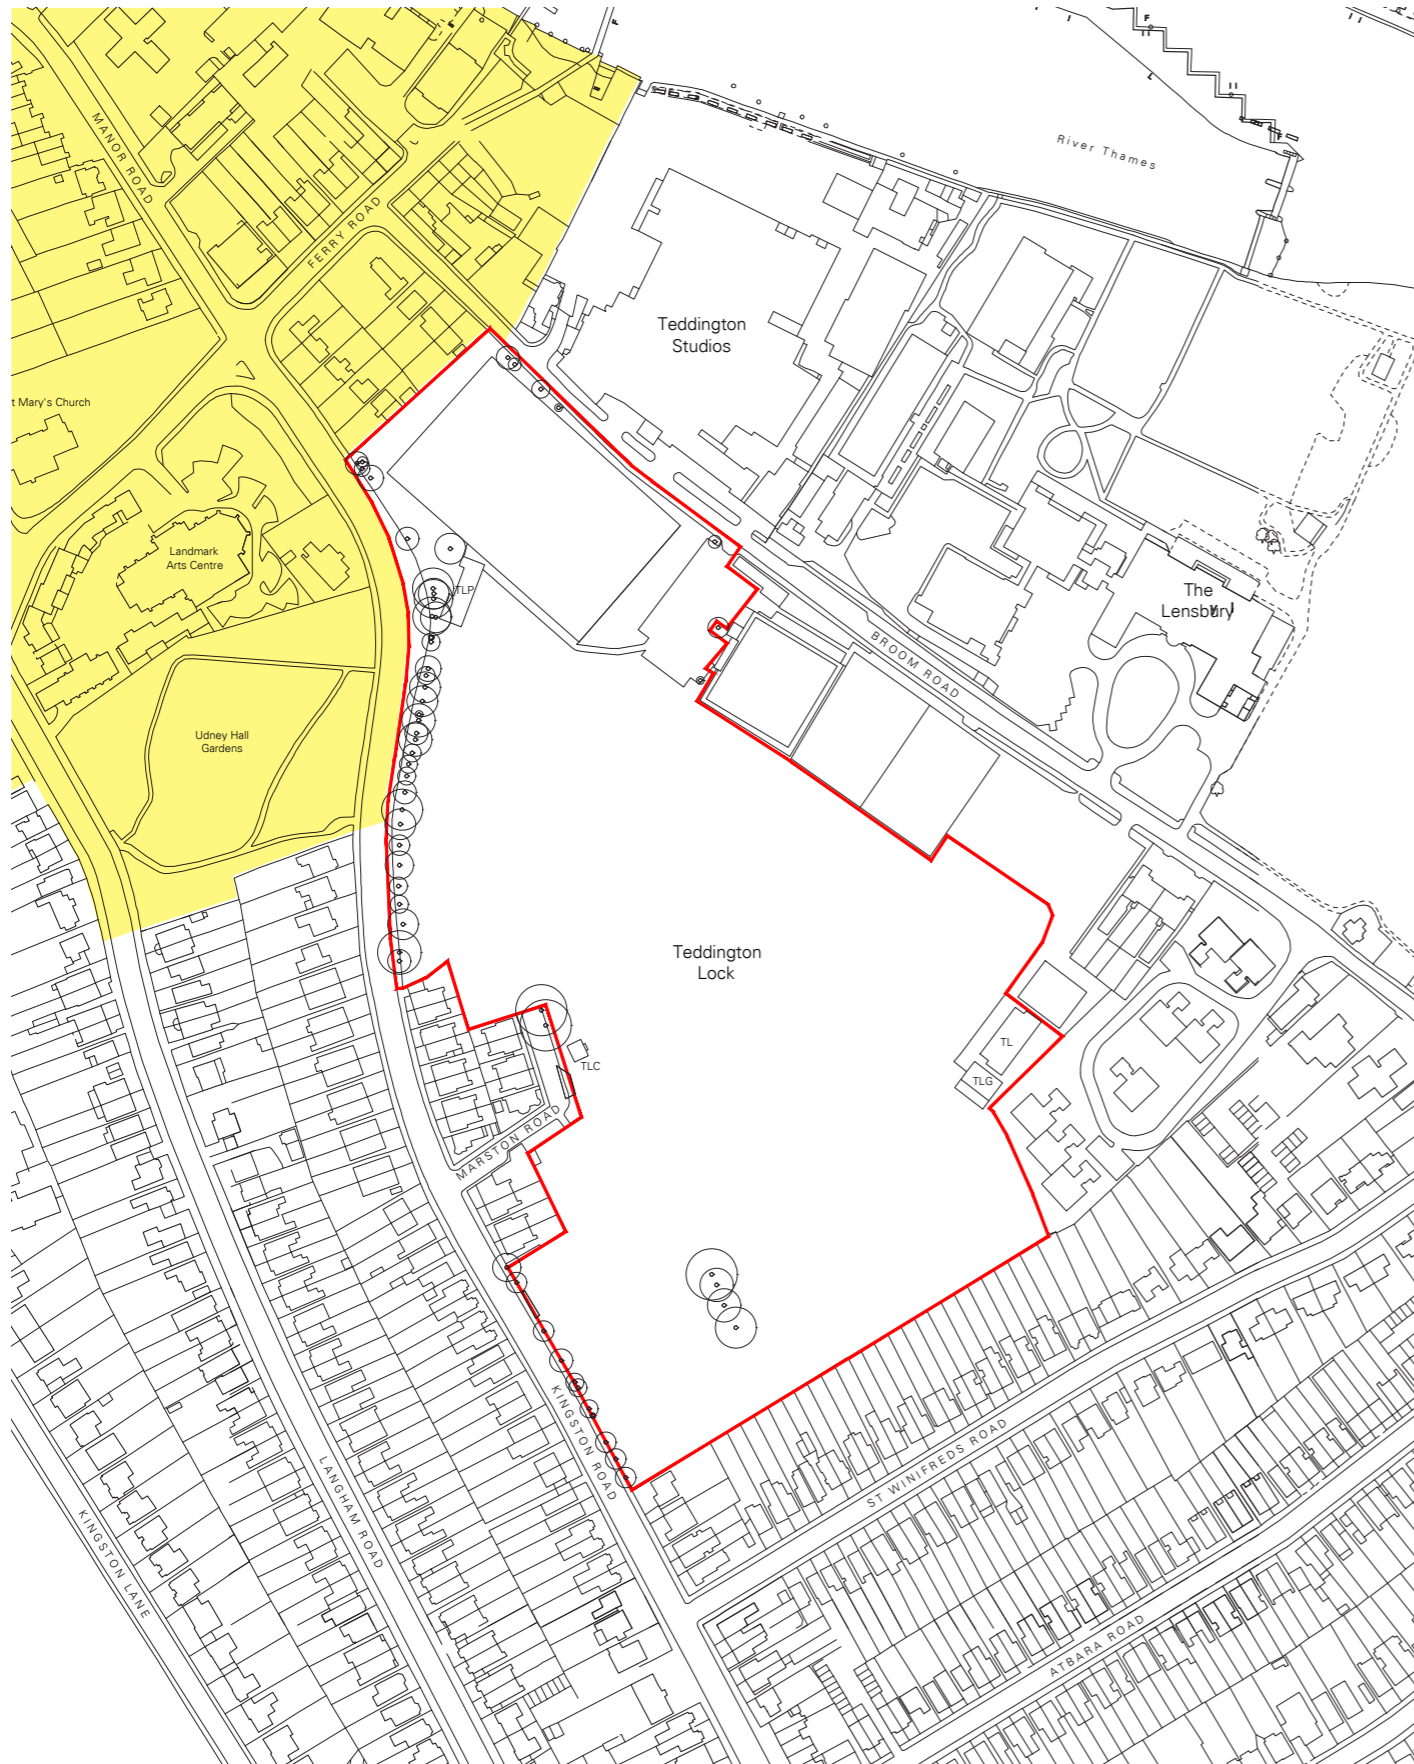 River Thames
MANOR ROAD
FERRY ROAD
Teddington
Studios
t Mary's Church
Landmark
Arts Centre
TLP
The
Lensbury
BROOM ROAD
Udney Hall
Gardens
Teddington
Lock
TL
TLC
TLG
MARSTON ROAD
KINGSTON ROAD
ST WINIFREDS ROAD
LANGHAM ROAD
KINGSTON LANE
ATBARA ROAD